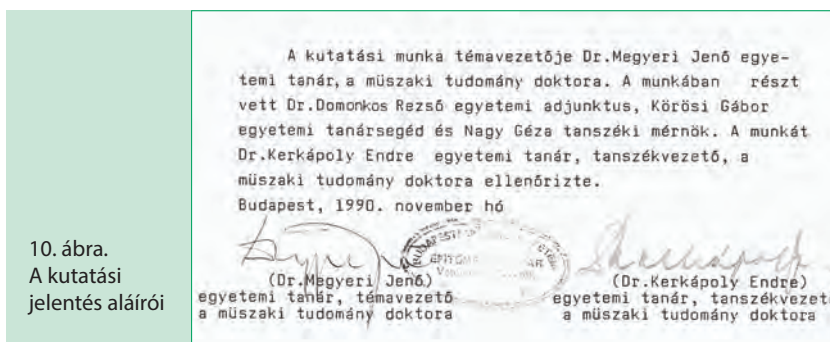 A kutatási munka témavezetője Dr.Megyeri Jenő egye-
temi tanár, a müszaki tudomány doktora. A munkában részt
vett Dr.Domonkos Rezső egyetemi adjunktus, Körösi Gábor
egyetemi tanársegéd és Nagy Géza tanszéki mérnök. A munkát
Dr.Kerkápoly Endre egyetemi tanár, tanszékvezető, a
müszaki tudomány doktora ellenőrizte.
Budapest, 1990. november hó
(Dr.Megyeri Jenő)
egyetemi tanár, témavezető
a müszaki tudomány doktora
(Dr.Kerkápoly Endre)
egyetemi tanár, tanszékvezet
a müszaki tudomány doktora
10. ábra.
A kutatási
jelentés aláírói